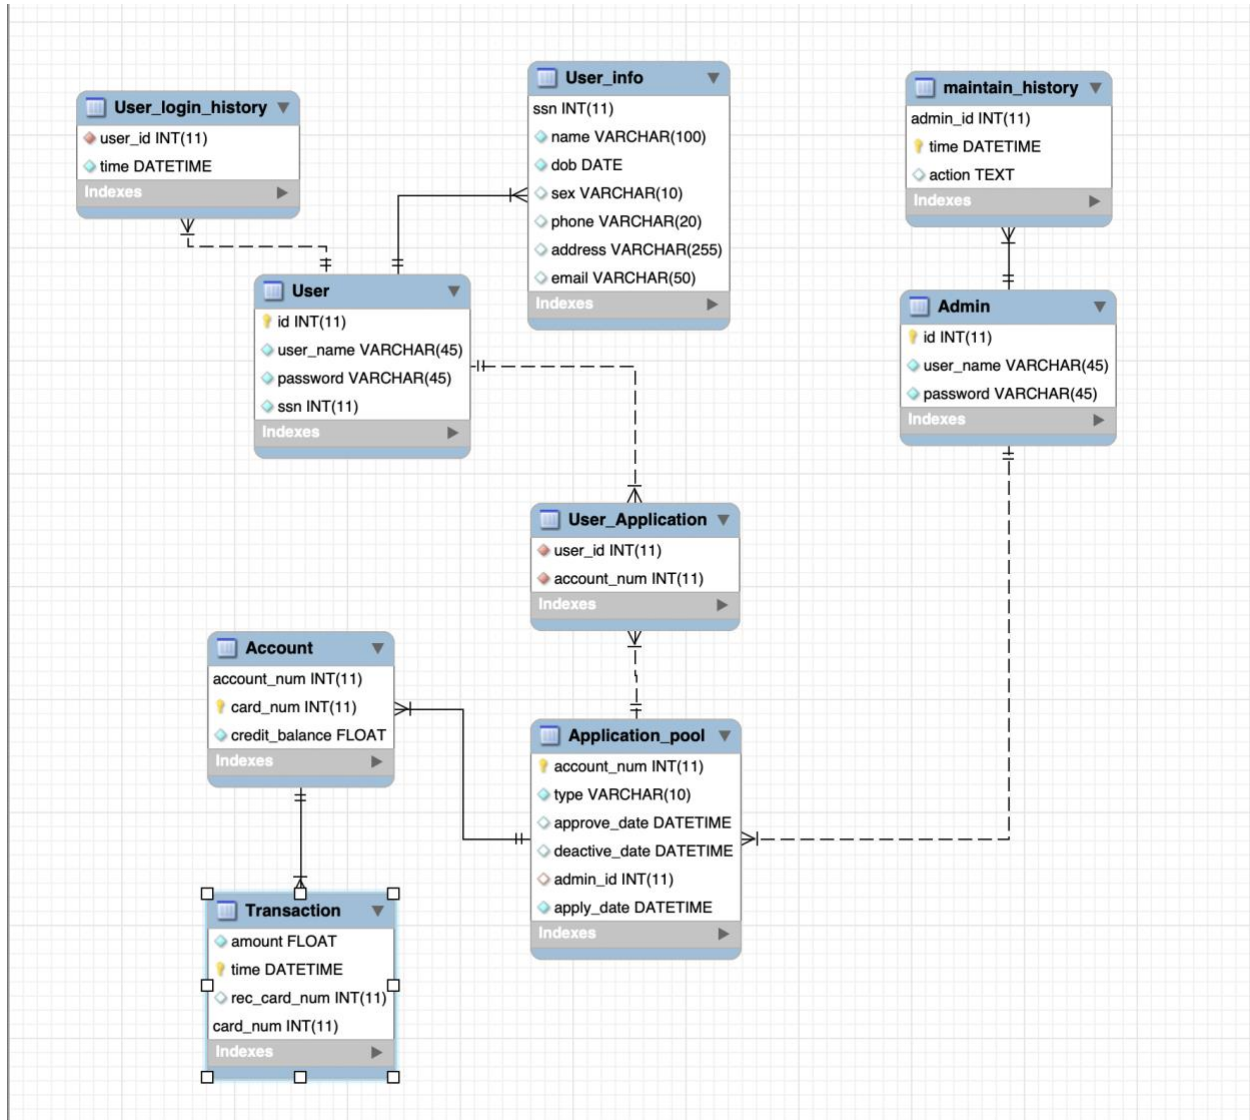 User_login_history
user_id INT(11)
time DATETIME
Indexes
User_info
ssn INT(11)
name VARCHAR(100)
dob DATE
sex VARCHAR(10)
phone VARCHAR(20)
address VARCHAR(255)
email VARCHAR(50)
Indexes
maintain_history
admin_id INT(11)
time DATETIME
action TEXT
Indexes
User
id INT(11)
user_name VARCHAR(45)
password VARCHAR(45)
ssn INT(11)
Indexes
Admin
id INT(11)
user_name VARCHAR(45)
password VARCHAR(45)
Indexes
User_Application
user_id INT(11)
account_num INT(11)
Indexes
Account
account_num INT(11)
card_num INT(11)
credit_balance FLOAT
Indexes
Application_pool
account_num INT(11)
type VARCHAR(10)
approve_date DATETIME
deactive_date DATETIME
admin_id INT(11)
apply_date DATETIME
Indexes
Transaction
amount FLOAT
time DATETIME
rec_card_num INT(11)
card_num INT(11)
Indexes